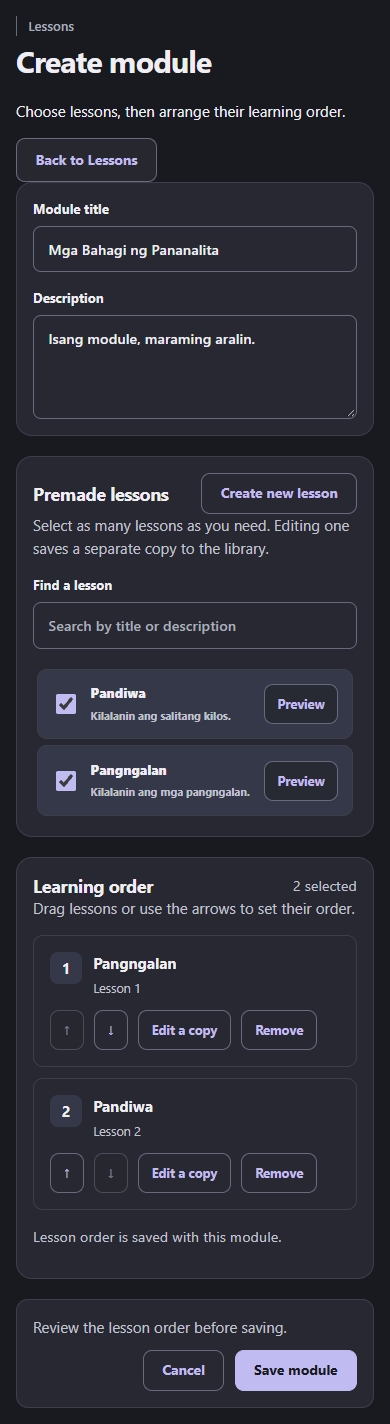 Lessons
Create module
Choose lessons, then arrange their learning order.
Back to Lessons
Module title
Mga Bahagi ng Pananalita
Description
Isang module, maraming aralin.
Premade lessons
Create new lesson
Select as many lessons as you need. Editing one
saves a separate copy to the library.
Find a lesson
Search by title or description
Pandiwa
Kilalanin ang salitang kilos.
Preview
Pangngalan
Kilalanin ang mga pangngalan.
Preview
Learning order
2 selected
Drag lessons or use the arrows to set their order.
1
Pangngalan
Lesson 1
↑ ↓ Edit a copy Remove
2
Pandiwa
Lesson 2
↑ ↓ Edit a copy Remove
Lesson order is saved with this module.
Review the lesson order before saving.
Cancel Save module